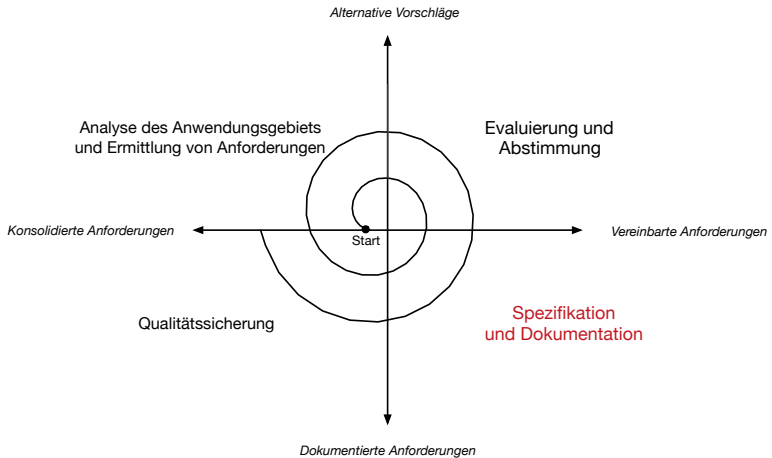 Alternative Vorschläge
Analyse des Anwendungsgebiets
und Ermittlung von Anforderungen
Evaluierung und
Abstimmung
Konsolidierte Anforderungen
Start
Vereinbarte Anforderungen
Qualitätssicherung
Spezifikation
und Dokumentation
Dokumentierte Anforderungen